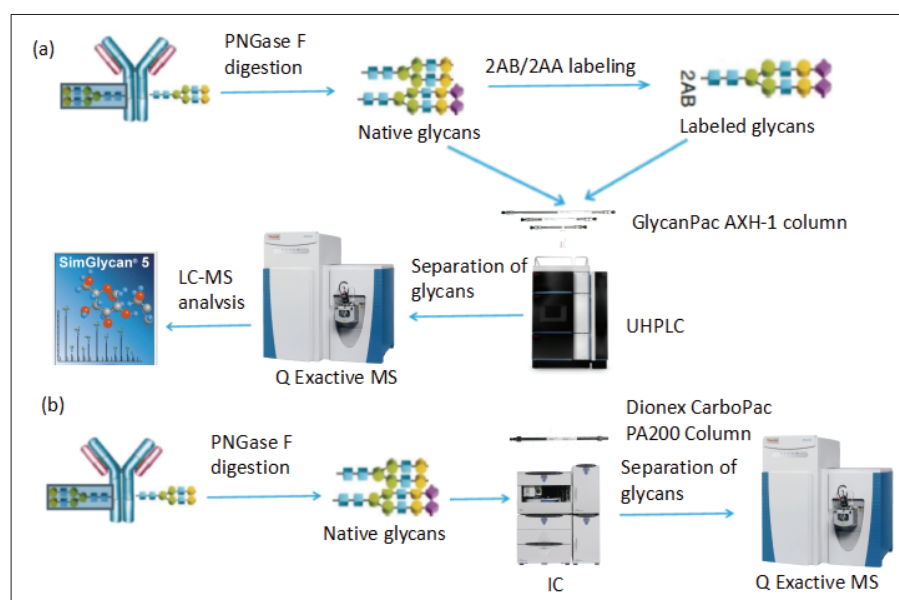 (a)
PNGase F
digestion
2AB/2AA labeling
2AB
Native glycans
Labeled glycans
GlycanPac AXH-1 column
SimGlycan® 5
LC-MS
analysis
Separation of
glycans
UHPLC
Q Exactive MS
(b)
PNGase F
digestion
Dionex CarboPac
PA200 Column
Separation of
glycans
Native glycans
IC
Q Exactive MS